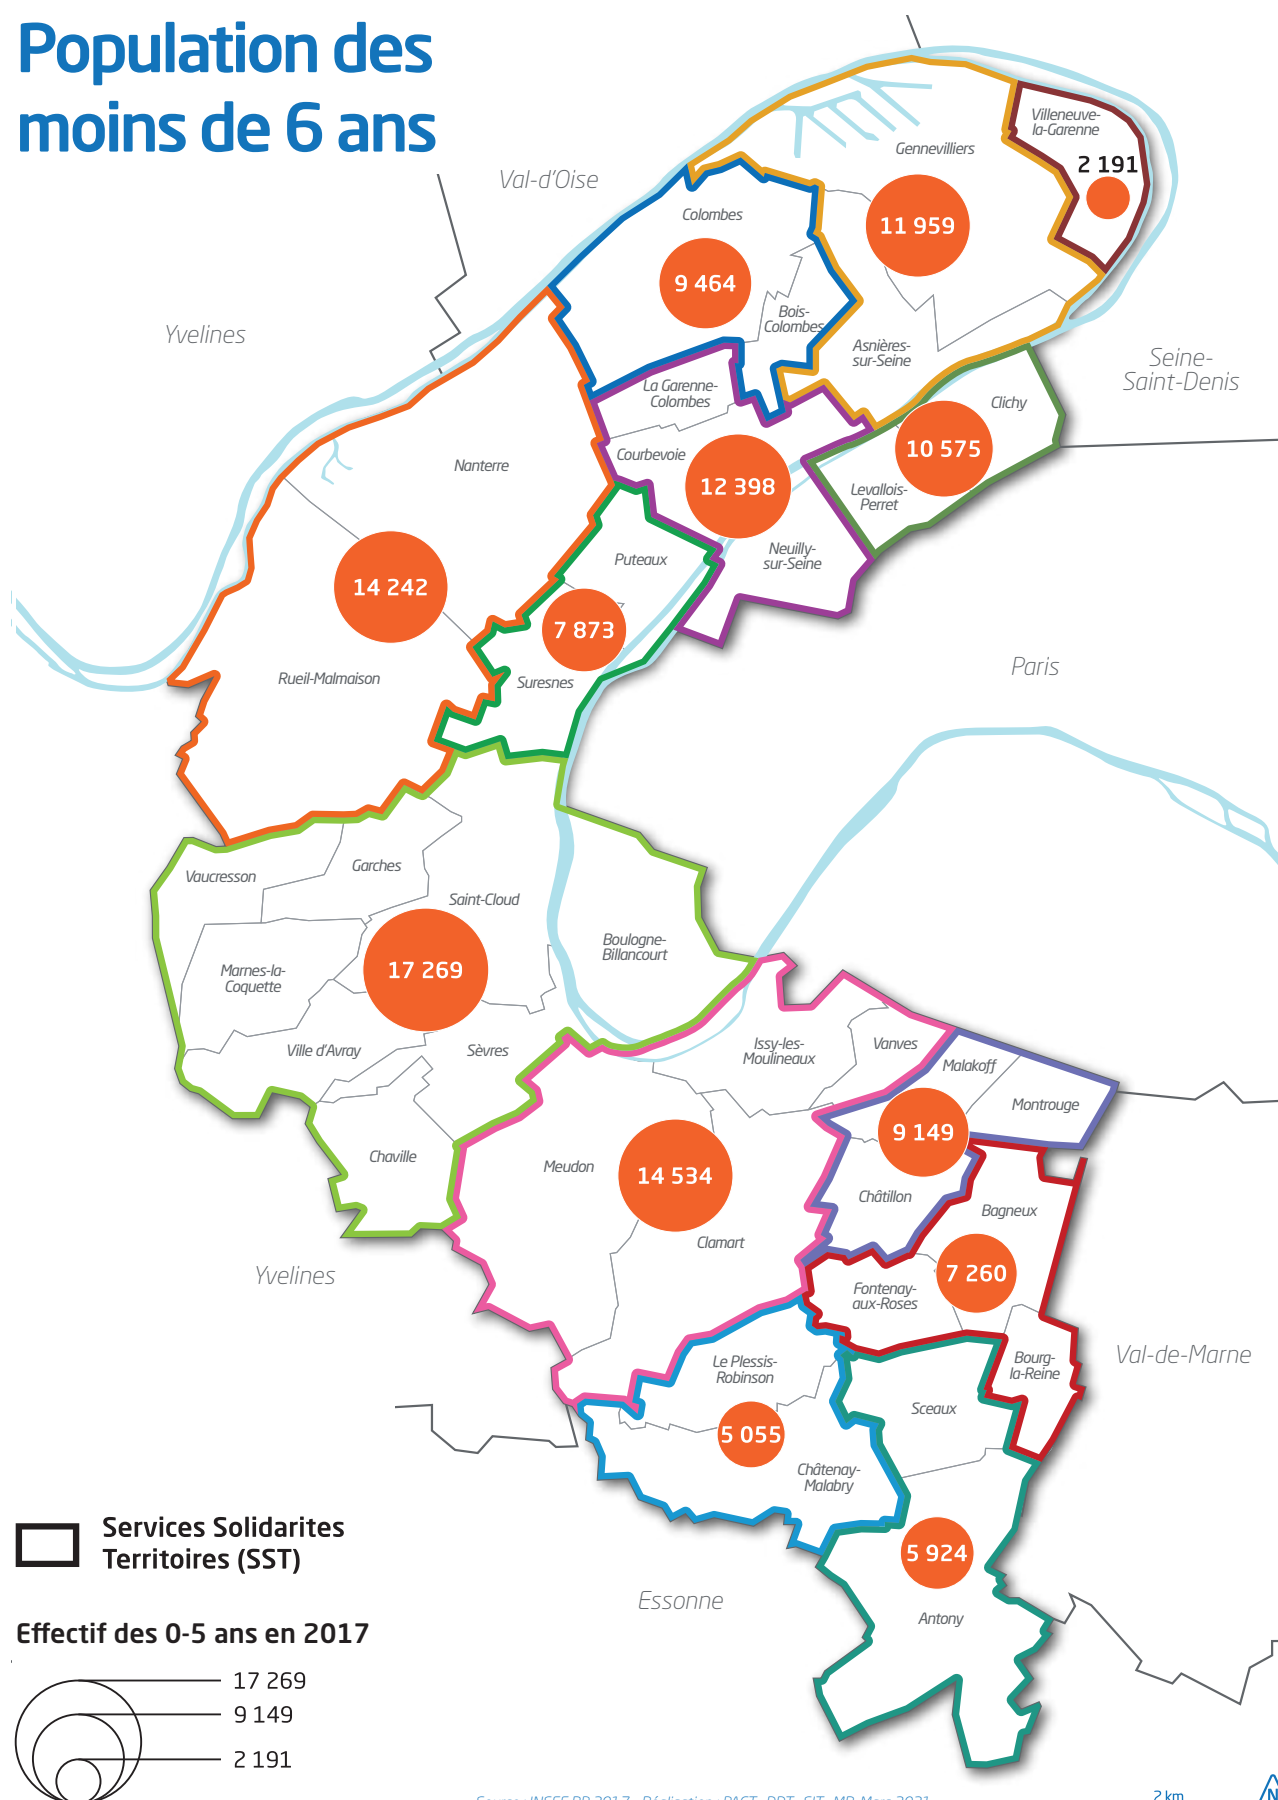 Population des
moins de 6 ans
Val-d'Oise
Yvelines
Villeneuve-
la-Garenne
2 191
Gennevilliers
11 959
Colombes
9 464
Bois-
Colombes
Asnières-
sur-Seine
Seine-
Saint-Denis
La Garenne-
Colombes
Clichy
Courbevoie
10 575
Nanterre
12 398
Levallois-
Perret
Neuilly-
sur-Seine
Puteaux
14 242
7 873
Rueil-Malmaison
Suresnes
Paris
Garches
Vaucresson
Saint-Cloud
Boulogne-
Billancourt
17 269
Marnes-la-
Coquette
Ville d'Avray
Sèvres
Issy-les-
Moulineaux
Vanves
Malakoff
Montrouge
9 149
Chaville
Meudon
14 534
Châtillon
Bagneux
Clamart
Yvelines
7 260
Fontenay-
aux-Roses
Val-de-Marne
Le Plessis-
Robinson
Bourg-
la-Reine
Sceaux
5 055
Châtenay-
Malabry
5 924
Essonne
Antony
Services Solidarites
Territoires (SST)
Effectif des 0-5 ans en 2017
17 269
9 149
2 191
2 km
N